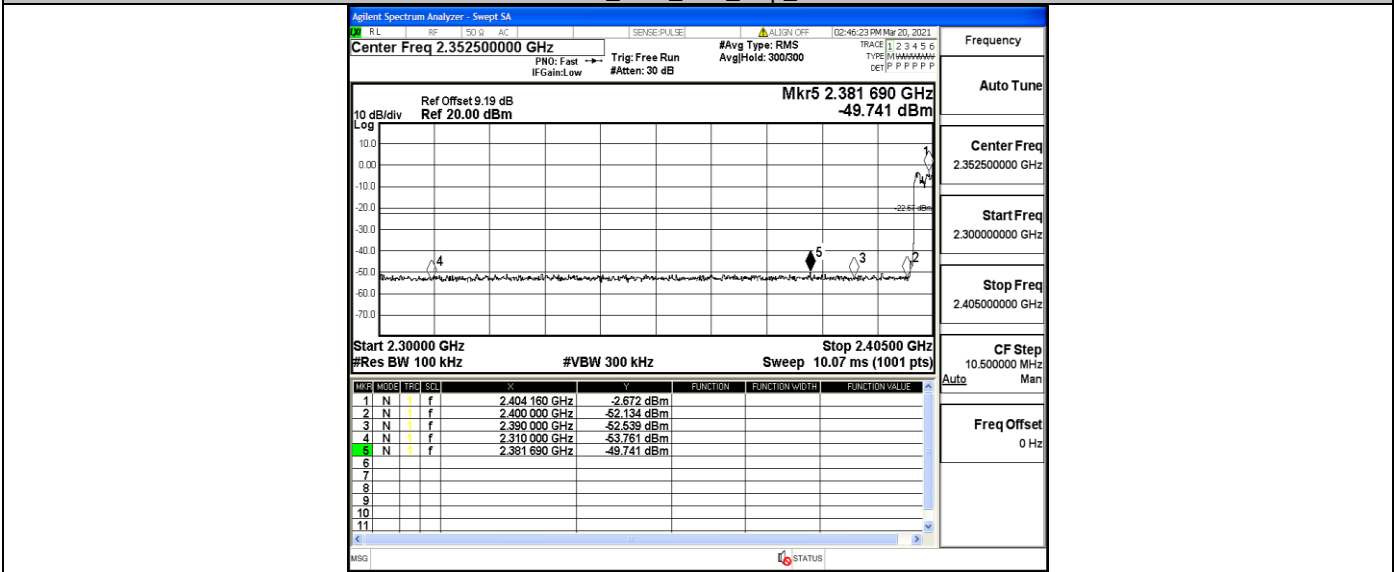 Agilent Spectrum Analyzer - Swept SA
RL RF 50 Ω AC SENSE:PULSE ALIGN OFF 02:46:23 PM Mar 20, 2021
Center Freq 2.352500000 GHz
PNO: Fast
IFGain:Low
Trig: Free Run
#Atten: 30 dB
#Avg Type: RMS
Avg|Hold: 300/300
TRACE 1 2 3 4 5 6
TYPE MWWWWW
DET P P P P P P
Frequency
Auto Tune
Center Freq
2.352500000 GHz
Start Freq
2.300000000 GHz
Stop Freq
2.405000000 GHz
CF Step
10.500000 MHz
Auto Man
Freq Offset
0 Hz
Mkr5 2.381 690 GHz
-49.741 dBm
Ref Offset 9.19 dB
10 dB/div Ref 20.00 dBm
Log
10.0
0.00
-10.0
-20.0
-30.0
-40.0
-50.0
-60.0
-70.0
-22.67 dBm
1
4
5
3
2
Start 2.30000 GHz Stop 2.40500 GHz
#Res BW 100 kHz #VBW 300 kHz Sweep 10.07 ms (1001 pts)
MKR MODE TRC SCL X Y FUNCTION FUNCTION WIDTH FUNCTION VALUE
1 N 1 f 2.404 160 GHz -2.672 dBm
2 N 1 f 2.400 000 GHz -52.134 dBm
3 N 1 f 2.390 000 GHz -52.539 dBm
4 N 1 f 2.310 000 GHz -53.761 dBm
5 N 1 f 2.381 690 GHz -49.741 dBm
6
7
8
9
10
11
MSG STATUS